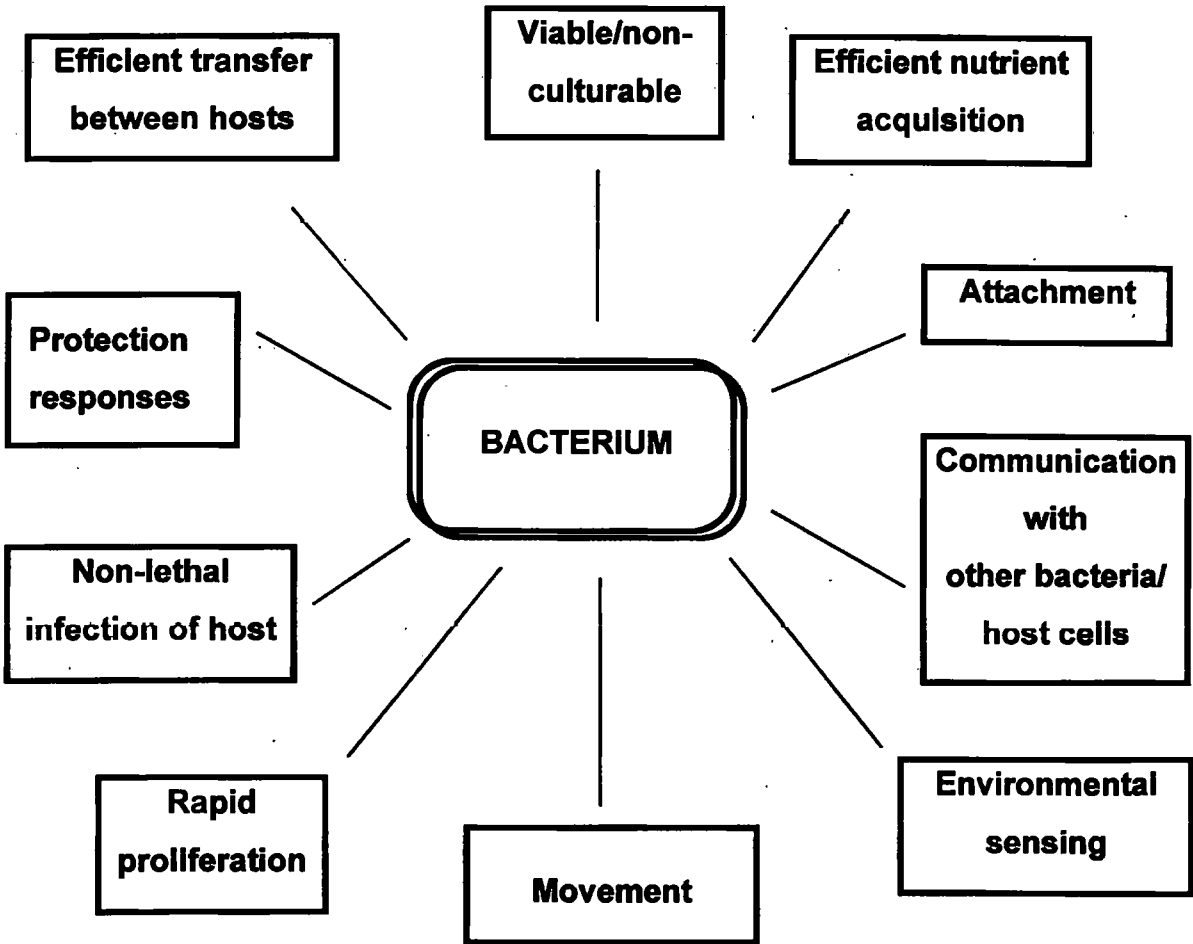 Efficient transfer
between hosts
Viable/non-
culturable
Efficient nutrient
acquisition
Attachment
Protection
responses
BACTERIUM
Communication
with
other bacteria/
host cells
Non-lethal
infection of host
Environmental
sensing
Rapid
proliferation
Movement